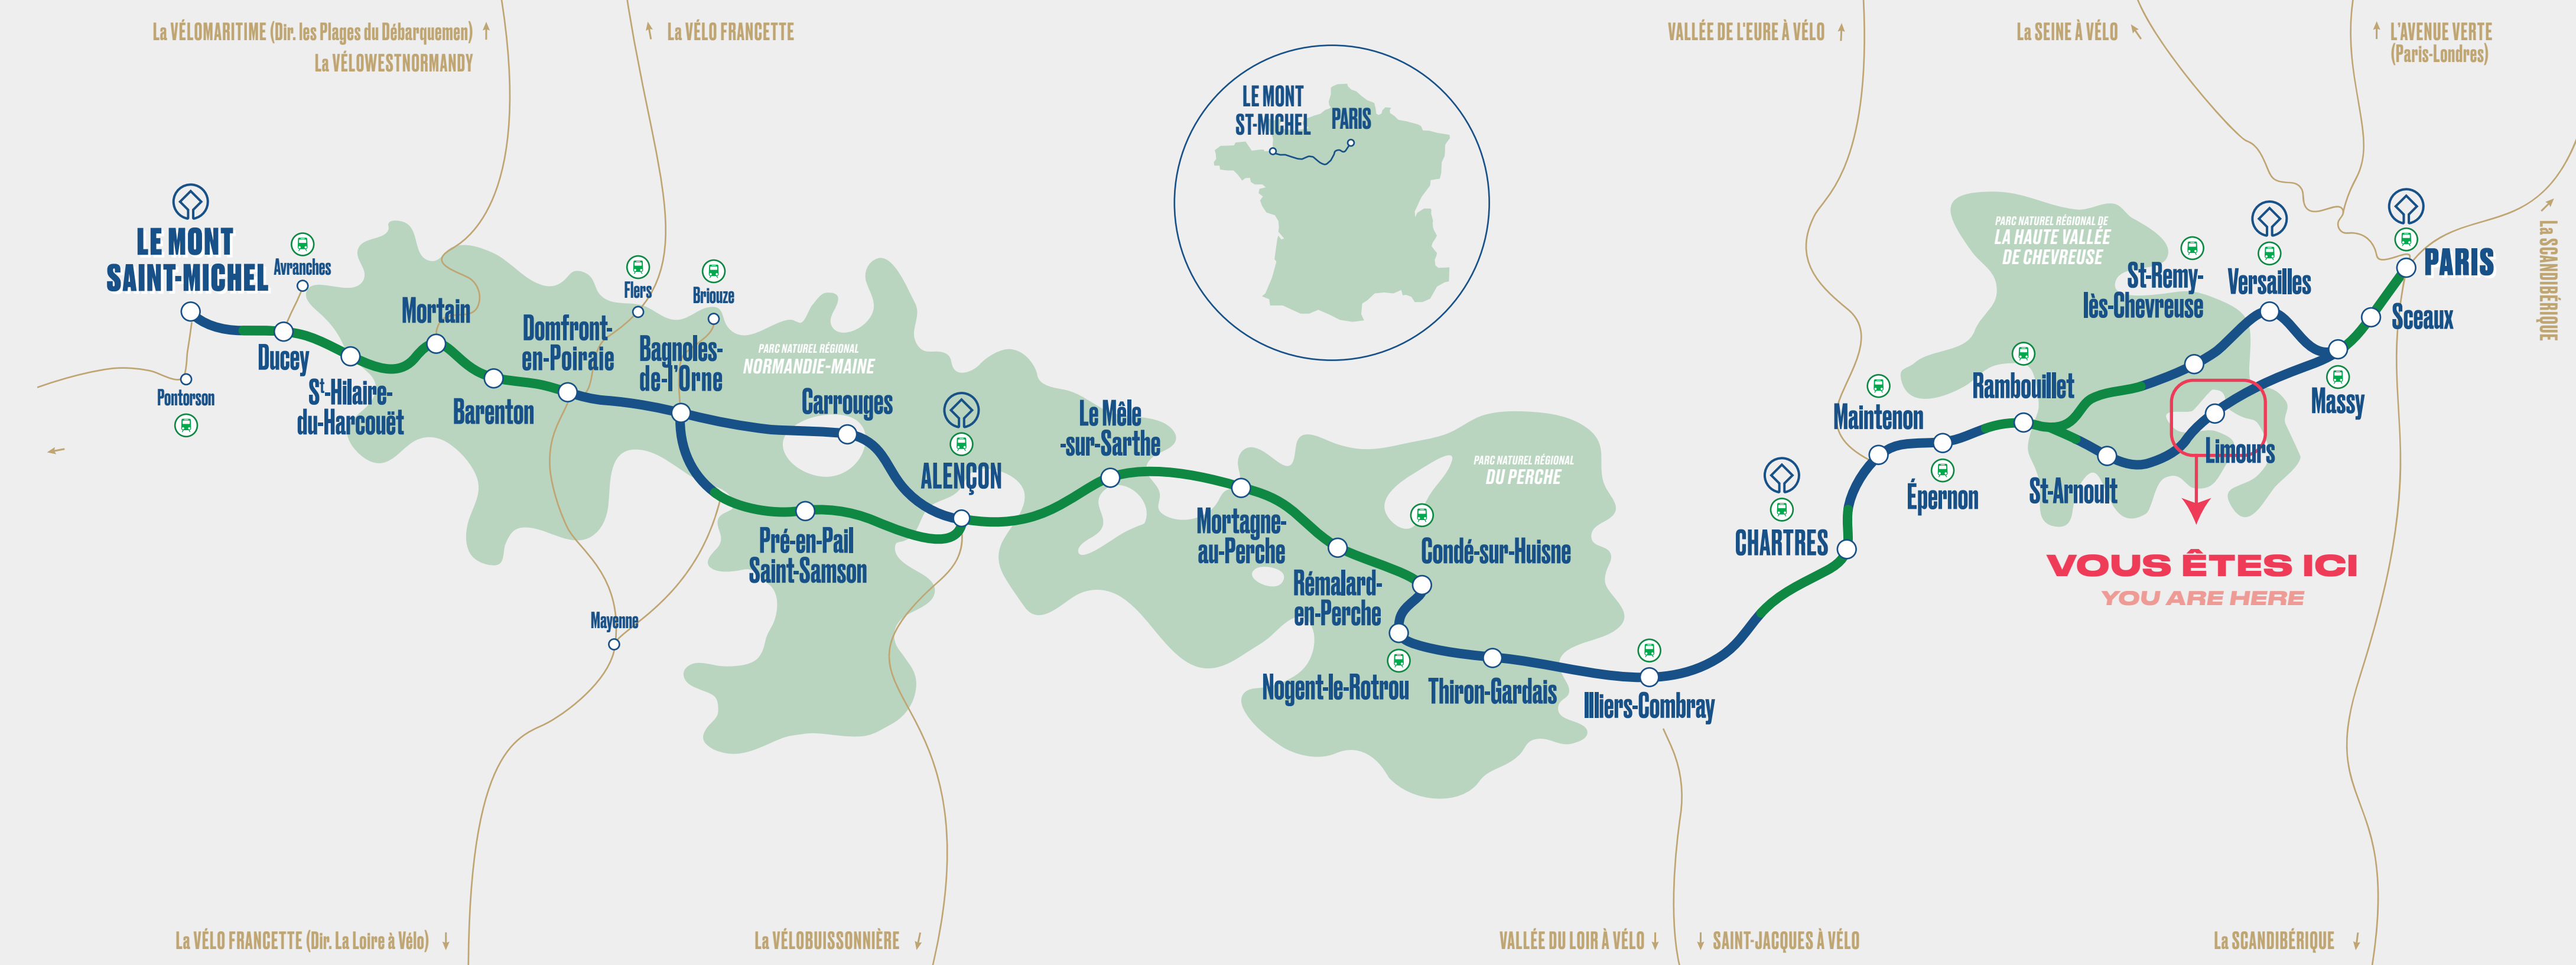 La VÉLOMARITIME (Dir. les Plages du Débarquemen)
La VÉLOWESTNORMANDY
La VÉLO FRANCETTE
VALLÉE DE L'EURE À VÉLO
La SEINE À VÉLO
L'AVENUE VERTE
(Paris-Londres)
LE MONT
ST-MICHEL
PARIS
LE MONT
SAINT-MICHEL
Avranches
Pontorson
Ducey
St-Hilaire-
du-Harcouët
Mortain
Barenton
Domfront-
en-Poiraie
Flers
Briouze
Bagnoles-
de-l'Orne
PARC NATUREL RÉGIONAL
NORMANDIE-MAINE
Carrouges
Pré-en-Pail
Saint-Samson
Mayenne
ALENÇON
Le Mêle
-sur-Sarthe
Mortagne-
au-Perche
PARC NATUREL RÉGIONAL
DU PERCHE
Condé-sur-Huisne
Rémalard-
en-Perche
Nogent-le-Rotrou
Thiron-Gardais
Illiers-Combray
CHARTRES
Maintenon
Épernon
Rambouillet
PARC NATUREL RÉGIONAL DE
LA HAUTE VALLÉE
DE CHEVREUSE
St-Remy-
lès-Chevreuse
Versailles
St-Arnoult
Limours
Massy
Sceaux
PARIS
La SCANDIBÉRIQUE
VOUS ÊTES ICI
YOU ARE HERE
La VÉLO FRANCETTE (Dir. La Loire à Vélo)
La VÉLOBUISSONNIÈRE
VALLÉE DU LOIR À VÉLO
SAINT-JACQUES À VÉLO
La SCANDIBÉRIQUE